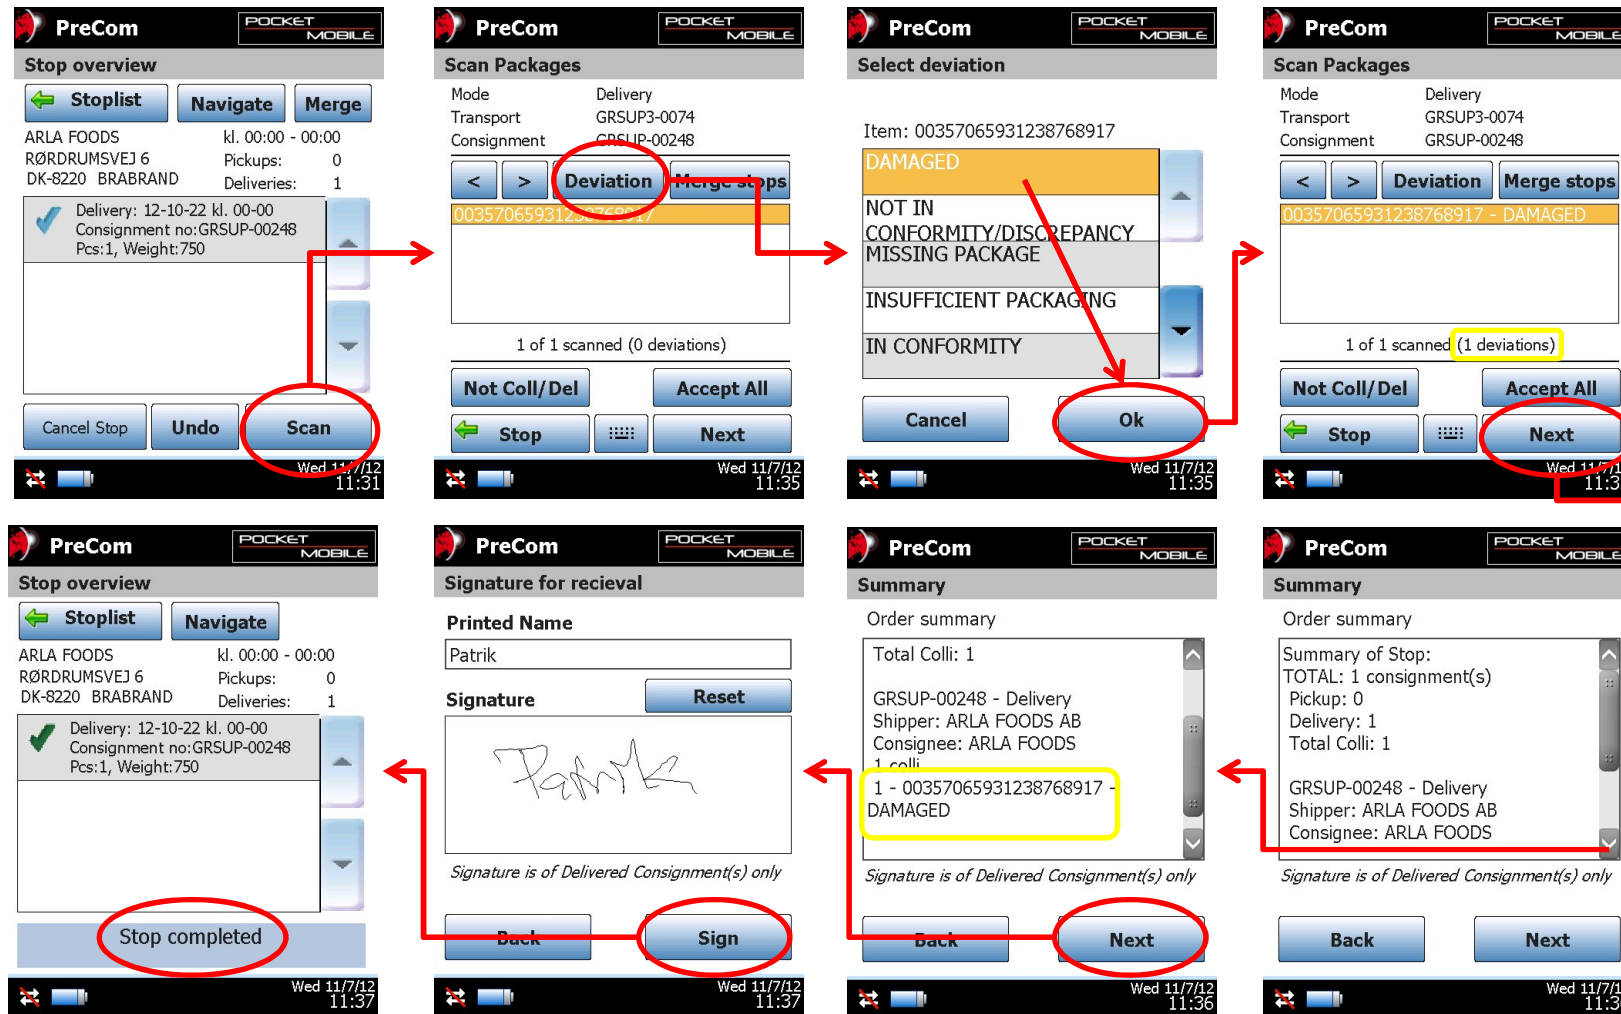 PreCom
POCKET
MOBILE
Stop overview
Stoplist Navigate Merge
ARLA FOODS kl. 00:00 - 00:00
RØRDRUMSVEJ 6 Pickups: 0
DK-8220 BRABRAND Deliveries: 1
Delivery: 12-10-22 kl. 00-00
Consignment no:GRSUP-00248
Pcs:1, Weight:750
Cancel Stop Undo Scan
Wed 11/7/12
11:31
PreCom
POCKET
MOBILE
Scan Packages
Mode Delivery
Transport GRSUP3-0074
Consignment GRSUP-00248
< > Deviation Merge stops
00357065931238768917
1 of 1 scanned (0 deviations)
Not Coll/Del Accept All
Stop Next
Wed 11/7/12
11:35
PreCom
POCKET
MOBILE
Select deviation
Item: 00357065931238768917
DAMAGED
NOT IN
CONFORMITY/DISCREPANCY
MISSING PACKAGE
INSUFFICIENT PACKAGING
IN CONFORMITY
Cancel Ok
Wed 11/7/12
11:35
PreCom
POCKET
MOBILE
Scan Packages
Mode Delivery
Transport GRSUP3-0074
Consignment GRSUP-00248
< > Deviation Merge stops
00357065931238768917 - DAMAGED
1 of 1 scanned (1 deviations)
Not Coll/Del Accept All
Stop Next
Wed 11/7/1
11:3
PreCom
POCKET
MOBILE
Stop overview
Stoplist Navigate
ARLA FOODS kl. 00:00 - 00:00
RØRDRUMSVEJ 6 Pickups: 0
DK-8220 BRABRAND Deliveries: 1
Delivery: 12-10-22 kl. 00-00
Consignment no:GRSUP-00248
Pcs:1, Weight:750
Stop completed
Wed 11/7/12
11:37
PreCom
POCKET
MOBILE
Signature for recieval
Printed Name
Patrik
Signature Reset
Patrik
Signature is of Delivered Consignment(s) only
Back Sign
Wed 11/7/12
11:37
PreCom
POCKET
MOBILE
Summary
Order summary
Total Colli: 1
GRSUP-00248 - Delivery
Shipper: ARLA FOODS AB
Consignee: ARLA FOODS
1 colli
1 - 00357065931238768917 -
DAMAGED
Signature is of Delivered Consignment(s) only
Back Next
Wed 11/7/12
11:36
PreCom
POCKET
MOBILE
Summary
Order summary
Summary of Stop:
TOTAL: 1 consignment(s)
Pickup: 0
Delivery: 1
Total Colli: 1
GRSUP-00248 - Delivery
Shipper: ARLA FOODS AB
Consignee: ARLA FOODS
Signature is of Delivered Consignment(s) only
Back Next
Wed 11/7/1
11:3